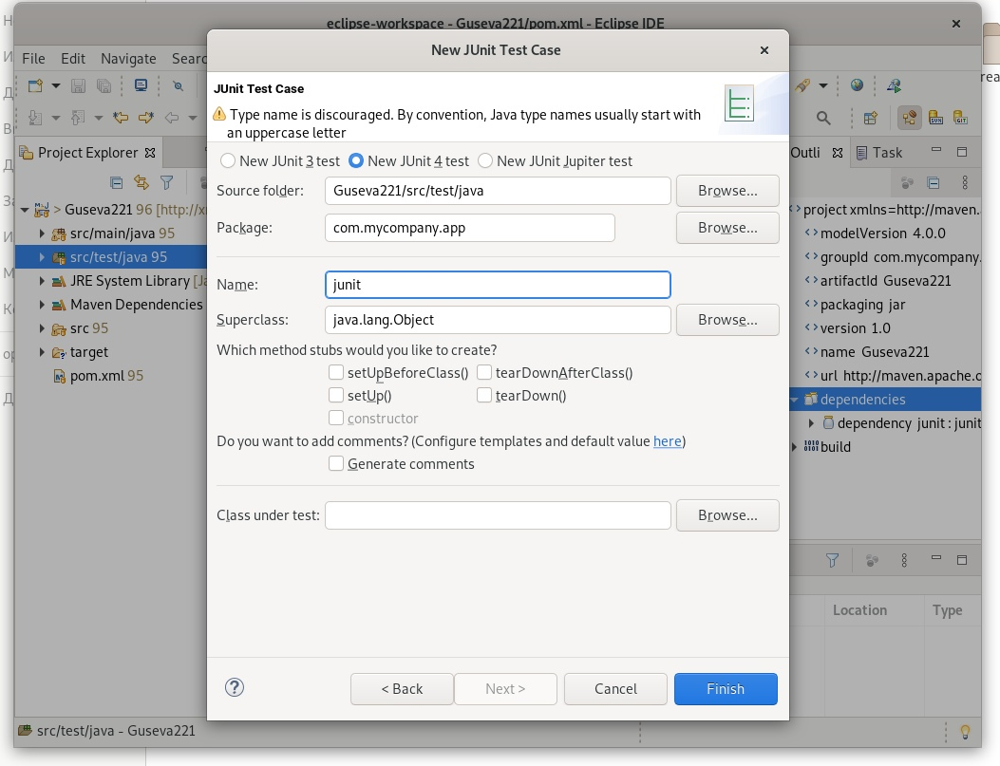 eclipse-workspace - Guseva221/pom.xml - Eclipse IDE
New JUnit Test Case
File Edit Navigate Searc
JUnit Test Case
Type name is discouraged. By convention, Java type names usually start with
an uppercase letter
New JUnit 3 test New JUnit 4 test New JUnit Jupiter test
Source folder: Guseva221/src/test/java Browse...
Package: com.mycompany.app Browse...
Name: junit
Superclass: java.lang.Object Browse...
Which method stubs would you like to create?
setUpBeforeClass() tearDownAfterClass()
setUp() tearDown()
constructor
Do you want to add comments? (Configure templates and default value here)
Generate comments
Class under test: Browse...
< Back Next > Cancel Finish
Project Explorer
> Guseva221 96 [http://x
src/main/java 95
src/test/java 95
JRE System Library [Ja
Maven Dependencies
src 95
target
pom.xml 95
Outli Task
project xmlns=http://maven.
modelVersion 4.0.0
groupId com.mycompany.
artifactId Guseva221
packaging jar
version 1.0
name Guseva221
url http://maven.apache.o
dependencies
dependency junit : junit
build
Location Type
src/test/java - Guseva221